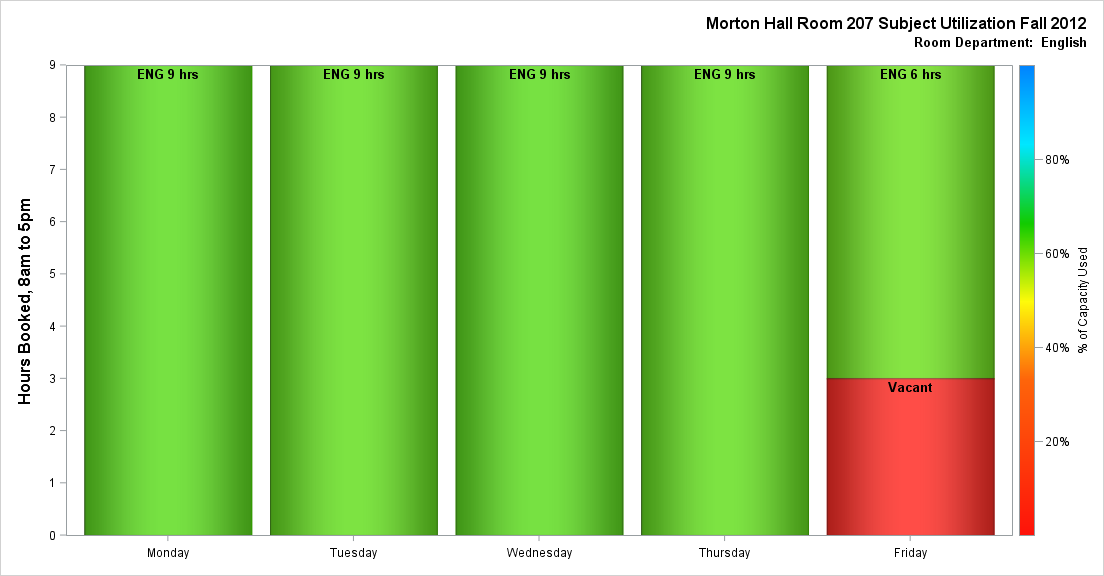 Morton Hall Room 207 Subject Utilization Fall 2012
Room Department:  English
Hours Booked, 8am to 5pm
9
8
7
6
5
4
3
2
1
0
ENG 9 hrs
ENG 9 hrs
ENG 9 hrs
ENG 9 hrs
ENG 6 hrs
Vacant
Monday
Tuesday
Wednesday
Thursday
Friday
80%
60%
40%
20%
% of Capacity Used